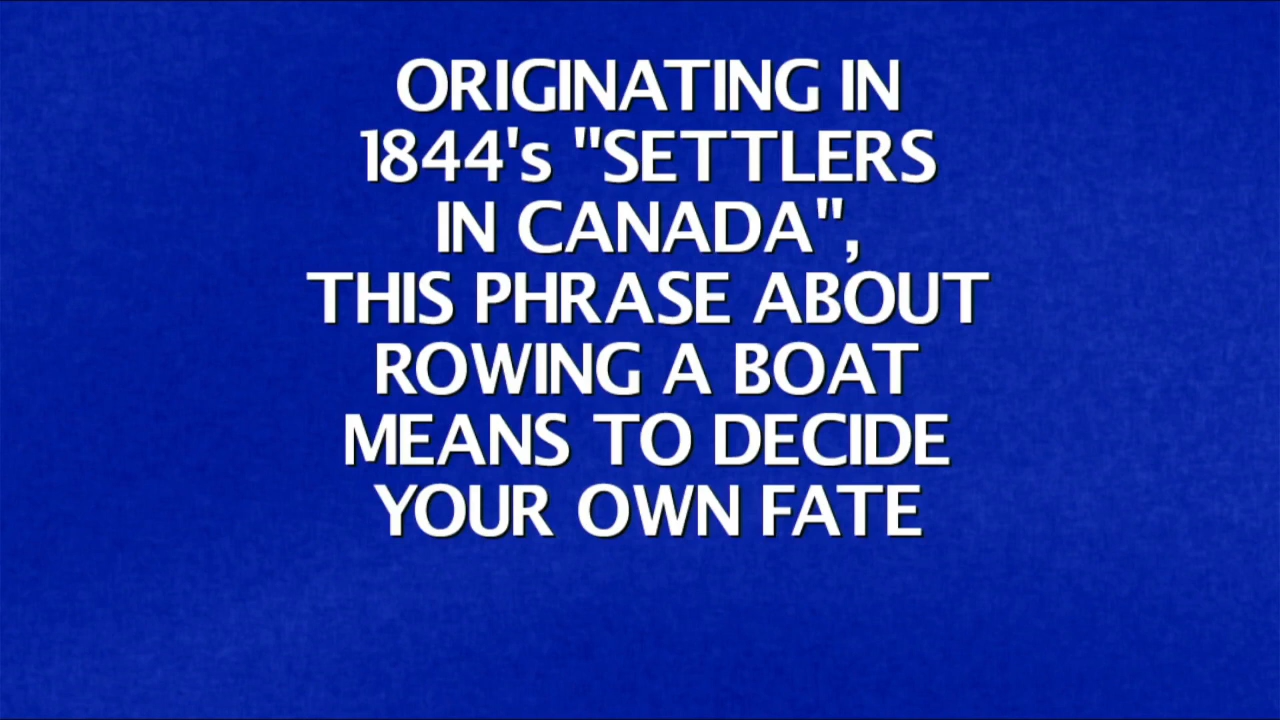 ORIGINATING IN
1844's "SETTLERS
IN CANADA",
THIS PHRASE ABOUT
ROWING A BOAT
MEANS TO DECIDE
YOUR OWN FATE